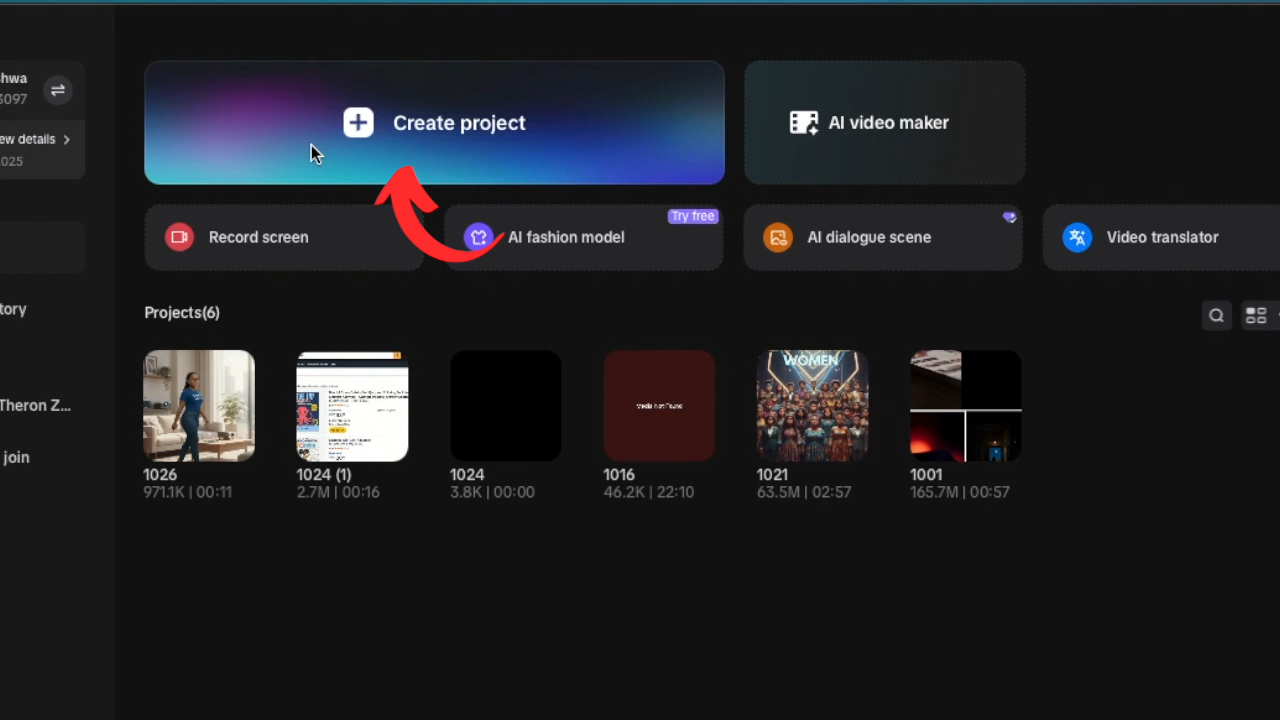 hwa
3097
ew details
025
tory
Theron Z...
join
Create project
AI video maker
Record screen
AI fashion model
Try free
AI dialogue scene
Video translator
Projects(6)
Media Not Found
WOMEN
1026
971.1K | 00:11
1024 (1)
2.7M | 00:16
1024
3.8K | 00:00
1016
46.2K | 22:10
1021
63.5M | 02:57
1001
165.7M | 00:57